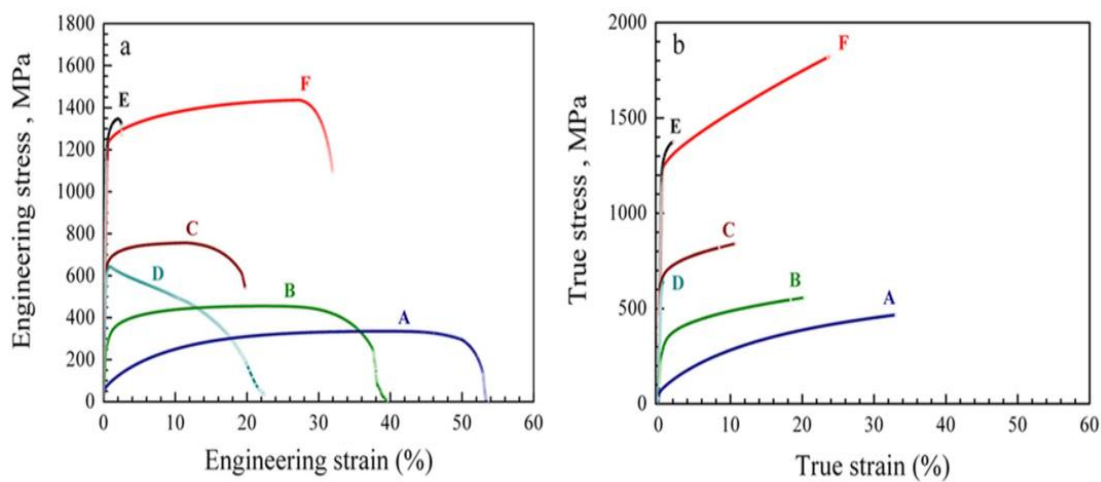 a
Engineering stress , MPa
1800
1600
1400
1200
1000
800
600
400
200
0
E
F
C
D
B
A
0 10 20 30 40 50 60
Engineering strain (%)
b
True stress , MPa
2000
1500
1000
500
0
F
E
C
D
B
A
0 10 20 30 40 50 60
True strain (%)